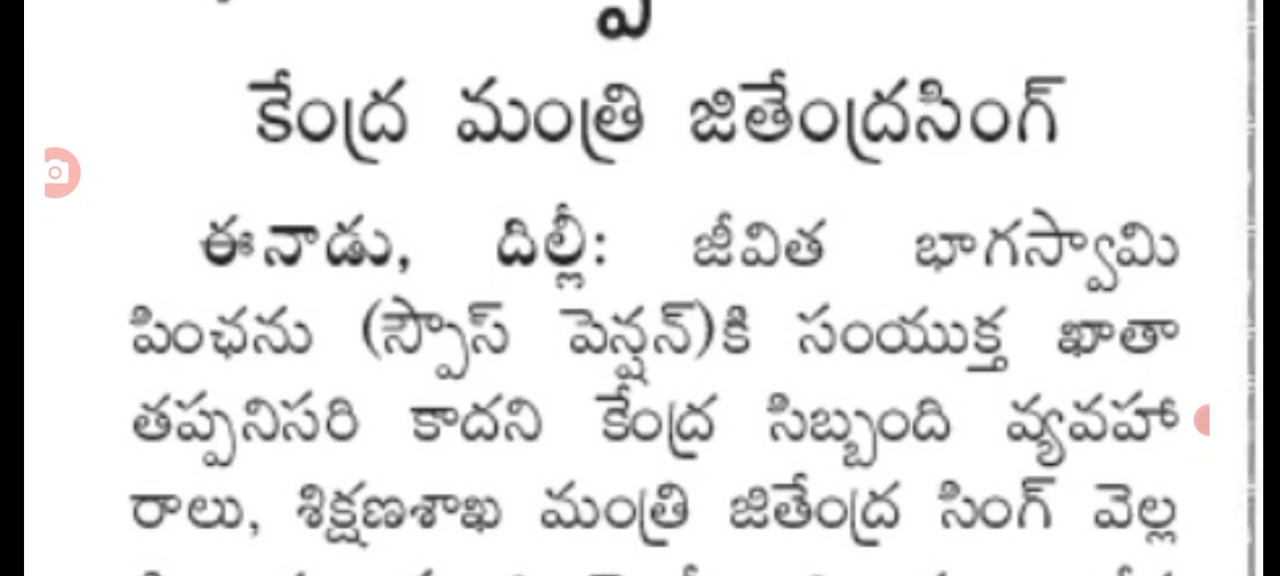 కేంద్ర మంత్రి జితేంద్రసింగ్
ఈనాడు, దిల్లీ: జీవిత భాగస్వామి
పింఛను (స్పౌస్ పెన్షన్)కి సంయుక్త ఖాతా
తప్పనిసరి కాదని కేంద్ర సిబ్బంది వ్యవహా
రాలు, శిక్షణశాఖ మంత్రి జితేంద్ర సింగ్ వెల్ల